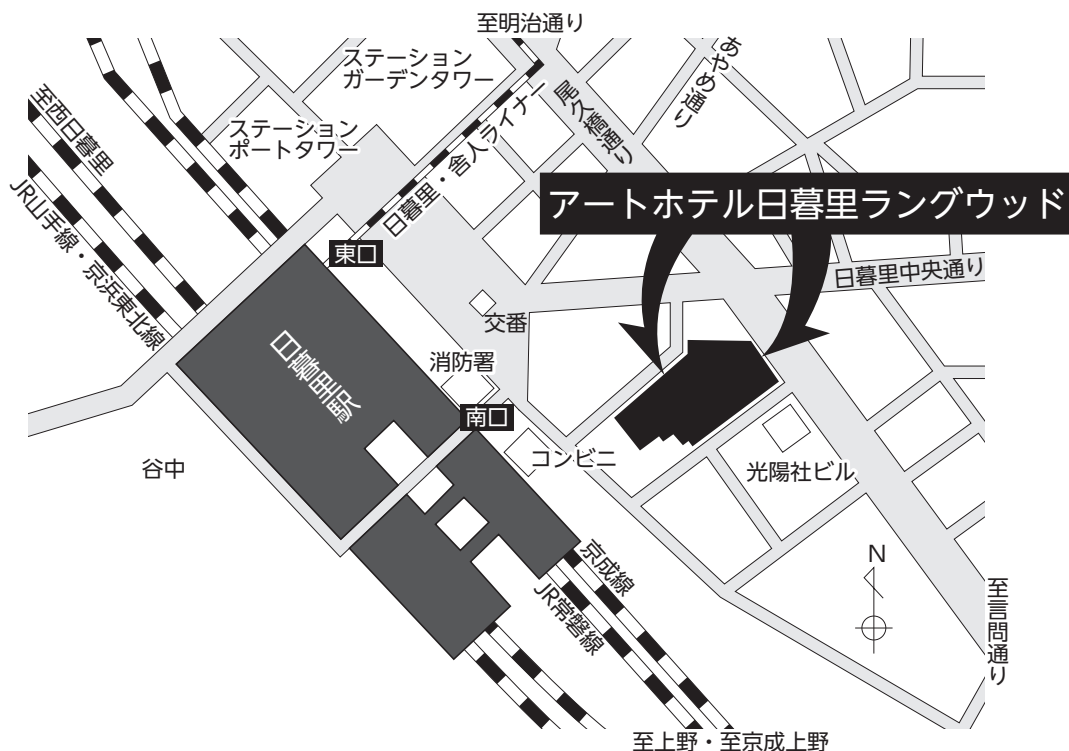 至明治通り
ステーション
ガーデンタワー
あやめ通り
尾久橋通り
至西日暮里
ステーション
ポートタワー
日暮里・舎人ライナー
JR山手線・京浜東北線
アートホテル日暮里ラングウッド
東口
日暮里中央通り
交番
日暮里駅
消防署
南口
コンビニ
谷中
光陽社ビル
京成線
JR常磐線
N
至言問通り
至上野・至京成上野